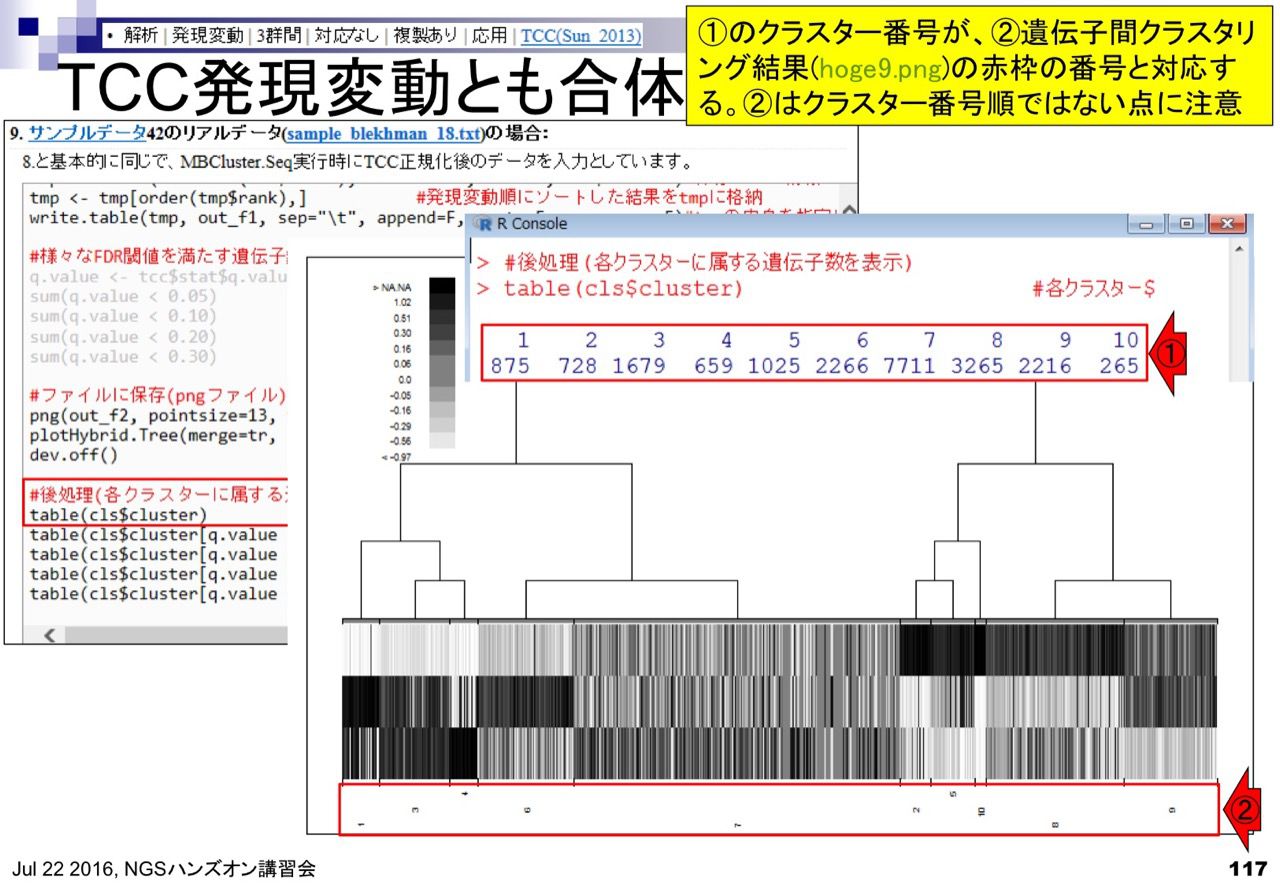 • 解析 | 発現変動 | 3群間 | 対応なし | 複製あり | 応用 | TCC(Sun_2013)
TCC発現変動とも合体
①のクラスター番号が、②遺伝子間クラスタリ
ング結果(hoge9.png)の赤枠の番号と対応す
る。②はクラスター番号順ではない点に注意
9. サンプルデータ42のリアルデータ(sample_blekhman_18.txt)の場合:
8.と基本的に同じで、MBCluster.Seq実行時にTCC正規化後のデータを入力としています。
tmp <- tmp[order(tmp$rank),] #発現変動順にソートした結果をtmpに格納
write.table(tmp, out_f1, sep="\t", append=F,
#様々なFDR閾値を満たす遺伝子
q.value <- tcc$stat$q.valu
sum(q.value < 0.05)
sum(q.value < 0.10)
sum(q.value < 0.20)
sum(q.value < 0.30)
#ファイルに保存(pngファイル)
png(out_f2, pointsize=13,
plotHybrid.Tree(merge=tr,
dev.off()
#後処理(各クラスターに属する
table(cls$cluster)
table(cls$cluster[q.value
table(cls$cluster[q.value
table(cls$cluster[q.value
table(cls$cluster[q.value
R Console
> #後処理(各クラスターに属する遺伝子数を表示)
> table(cls$cluster) #各クラスター$
1 2 3 4 5 6 7 8 9 10
875 728 1679 659 1025 2266 7711 3265 2216 265
①
> NA.NA
1.02
0.51
0.30
0.16
0.06
0.0
-0.05
-0.16
-0.29
-0.56
< -0.97
1 3 4 6 7 2 5 10 8 9
②
Jul 22 2016, NGSハンズオン講習会
117